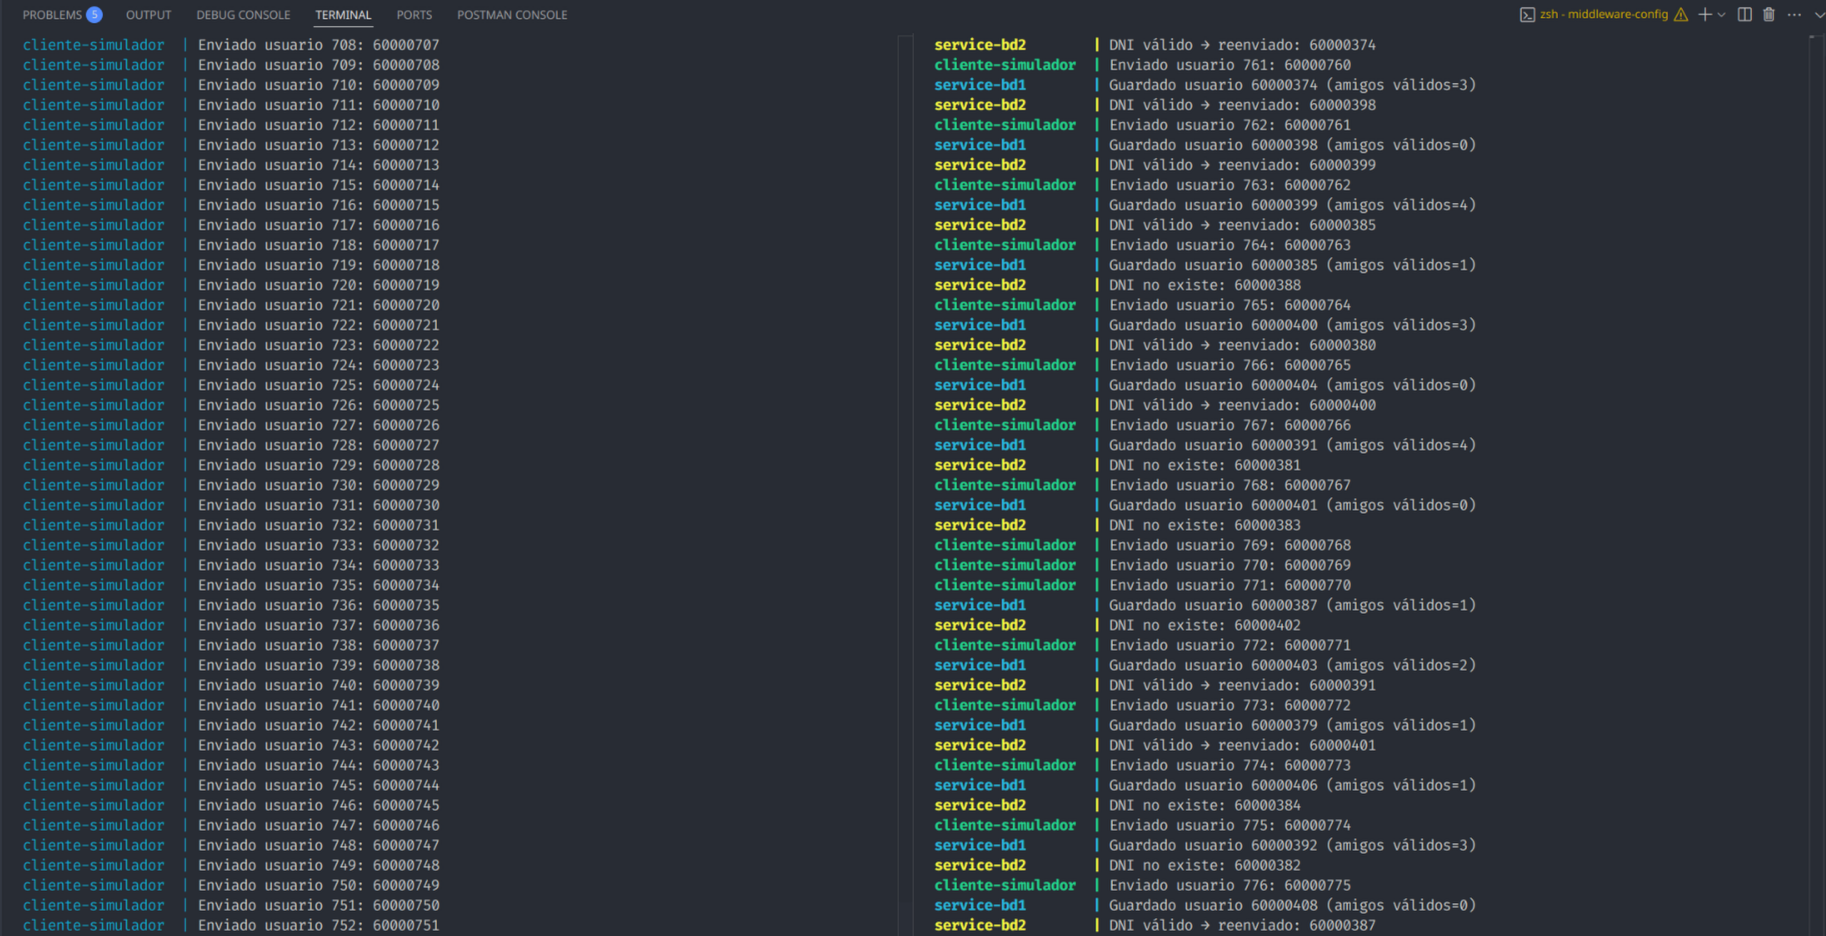 PROBLEMS 5 OUTPUT DEBUG CONSOLE TERMINAL PORTS POSTMAN CONSOLE zsh - middleware-config
cliente-simulador | Enviado usuario 708: 60000707
cliente-simulador | Enviado usuario 709: 60000708
cliente-simulador | Enviado usuario 710: 60000709
cliente-simulador | Enviado usuario 711: 60000710
cliente-simulador | Enviado usuario 712: 60000711
cliente-simulador | Enviado usuario 713: 60000712
cliente-simulador | Enviado usuario 714: 60000713
cliente-simulador | Enviado usuario 715: 60000714
cliente-simulador | Enviado usuario 716: 60000715
cliente-simulador | Enviado usuario 717: 60000716
cliente-simulador | Enviado usuario 718: 60000717
cliente-simulador | Enviado usuario 719: 60000718
cliente-simulador | Enviado usuario 720: 60000719
cliente-simulador | Enviado usuario 721: 60000720
cliente-simulador | Enviado usuario 722: 60000721
cliente-simulador | Enviado usuario 723: 60000722
cliente-simulador | Enviado usuario 724: 60000723
cliente-simulador | Enviado usuario 725: 60000724
cliente-simulador | Enviado usuario 726: 60000725
cliente-simulador | Enviado usuario 727: 60000726
cliente-simulador | Enviado usuario 728: 60000727
cliente-simulador | Enviado usuario 729: 60000728
cliente-simulador | Enviado usuario 730: 60000729
cliente-simulador | Enviado usuario 731: 60000730
cliente-simulador | Enviado usuario 732: 60000731
cliente-simulador | Enviado usuario 733: 60000732
cliente-simulador | Enviado usuario 734: 60000733
cliente-simulador | Enviado usuario 735: 60000734
cliente-simulador | Enviado usuario 736: 60000735
cliente-simulador | Enviado usuario 737: 60000736
cliente-simulador | Enviado usuario 738: 60000737
cliente-simulador | Enviado usuario 739: 60000738
cliente-simulador | Enviado usuario 740: 60000739
cliente-simulador | Enviado usuario 741: 60000740
cliente-simulador | Enviado usuario 742: 60000741
cliente-simulador | Enviado usuario 743: 60000742
cliente-simulador | Enviado usuario 744: 60000743
cliente-simulador | Enviado usuario 745: 60000744
cliente-simulador | Enviado usuario 746: 60000745
cliente-simulador | Enviado usuario 747: 60000746
cliente-simulador | Enviado usuario 748: 60000747
cliente-simulador | Enviado usuario 749: 60000748
cliente-simulador | Enviado usuario 750: 60000749
cliente-simulador | Enviado usuario 751: 60000750
cliente-simulador | Enviado usuario 752: 60000751
service-bd2 | DNI válido → reenviado: 60000374
cliente-simulador | Enviado usuario 761: 60000760
service-bd1 | Guardado usuario 60000374 (amigos válidos=3)
service-bd2 | DNI válido → reenviado: 60000398
cliente-simulador | Enviado usuario 762: 60000761
service-bd1 | Guardado usuario 60000398 (amigos válidos=0)
service-bd2 | DNI válido → reenviado: 60000399
cliente-simulador | Enviado usuario 763: 60000762
service-bd1 | Guardado usuario 60000399 (amigos válidos=4)
service-bd2 | DNI válido → reenviado: 60000385
cliente-simulador | Enviado usuario 764: 60000763
service-bd1 | Guardado usuario 60000385 (amigos válidos=1)
service-bd2 | DNI no existe: 60000388
cliente-simulador | Enviado usuario 765: 60000764
service-bd1 | Guardado usuario 60000400 (amigos válidos=3)
service-bd2 | DNI válido → reenviado: 60000380
cliente-simulador | Enviado usuario 766: 60000765
service-bd1 | Guardado usuario 60000404 (amigos válidos=0)
service-bd2 | DNI válido → reenviado: 60000400
cliente-simulador | Enviado usuario 767: 60000766
service-bd1 | Guardado usuario 60000391 (amigos válidos=4)
service-bd2 | DNI no existe: 60000381
cliente-simulador | Enviado usuario 768: 60000767
service-bd1 | Guardado usuario 60000401 (amigos válidos=0)
service-bd2 | DNI no existe: 60000383
cliente-simulador | Enviado usuario 769: 60000768
cliente-simulador | Enviado usuario 770: 60000769
cliente-simulador | Enviado usuario 771: 60000770
service-bd1 | Guardado usuario 60000387 (amigos válidos=1)
service-bd2 | DNI no existe: 60000402
cliente-simulador | Enviado usuario 772: 60000771
service-bd1 | Guardado usuario 60000403 (amigos válidos=2)
service-bd2 | DNI válido → reenviado: 60000391
cliente-simulador | Enviado usuario 773: 60000772
service-bd1 | Guardado usuario 60000379 (amigos válidos=1)
service-bd2 | DNI válido → reenviado: 60000401
cliente-simulador | Enviado usuario 774: 60000773
service-bd1 | Guardado usuario 60000406 (amigos válidos=1)
service-bd2 | DNI no existe: 60000384
cliente-simulador | Enviado usuario 775: 60000774
service-bd1 | Guardado usuario 60000392 (amigos válidos=3)
service-bd2 | DNI no existe: 60000382
cliente-simulador | Enviado usuario 776: 60000775
service-bd1 | Guardado usuario 60000408 (amigos válidos=0)
service-bd2 | DNI válido → reenviado: 60000387